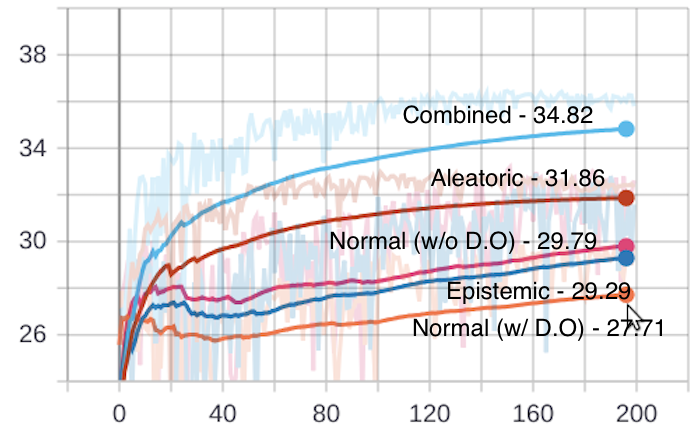 38
34
30
26
Combined - 34.82
Aleatoric - 31.86
Normal (w/o D.O) - 29.79
Epistemic - 29.29
Normal (w/ D.O) - 27.71
0 40 80 120 160 200